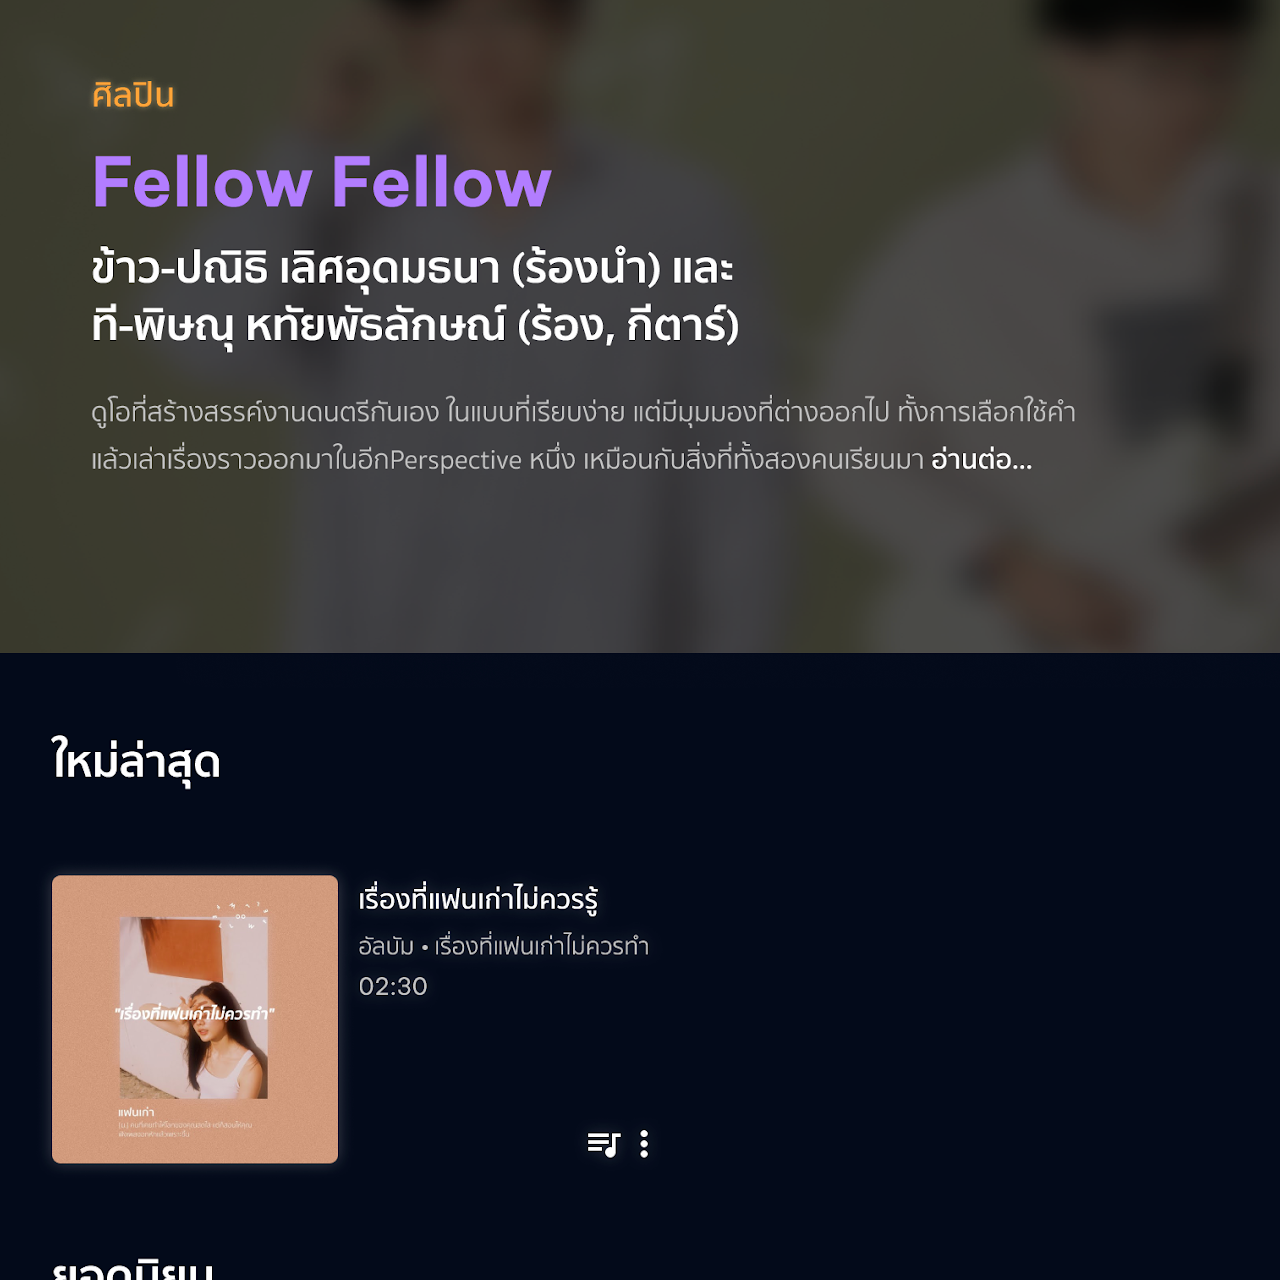 ศิลปิน
Fellow Fellow
ข้าว-ปณิธิ เลิศอุดมธนา (ร้องนำ) และ
ที-พิษณุ หทัยพัธลักษณ์ (ร้อง, กีตาร์)
ดูโอที่สร้างสรรค์งานดนตรีกันเอง ในแบบที่เรียบง่าย แต่มีมุมมองที่ต่างออกไป ทั้งการเลือกใช้คำ
แล้วเล่าเรื่องราวออกมาในอีกPerspective หนึ่ง เหมือนกับสิ่งที่ทั้งสองคนเรียนมา อ่านต่อ...
ใหม่ล่าสุด
"เรื่องที่แฟนเก่าไม่ควรทำ"
แฟนเก่า
เรื่องที่แฟนเก่าไม่ควรรู้
อัลบัม • เรื่องที่แฟนเก่าไม่ควรทำ
02:30
ยอดนิยม